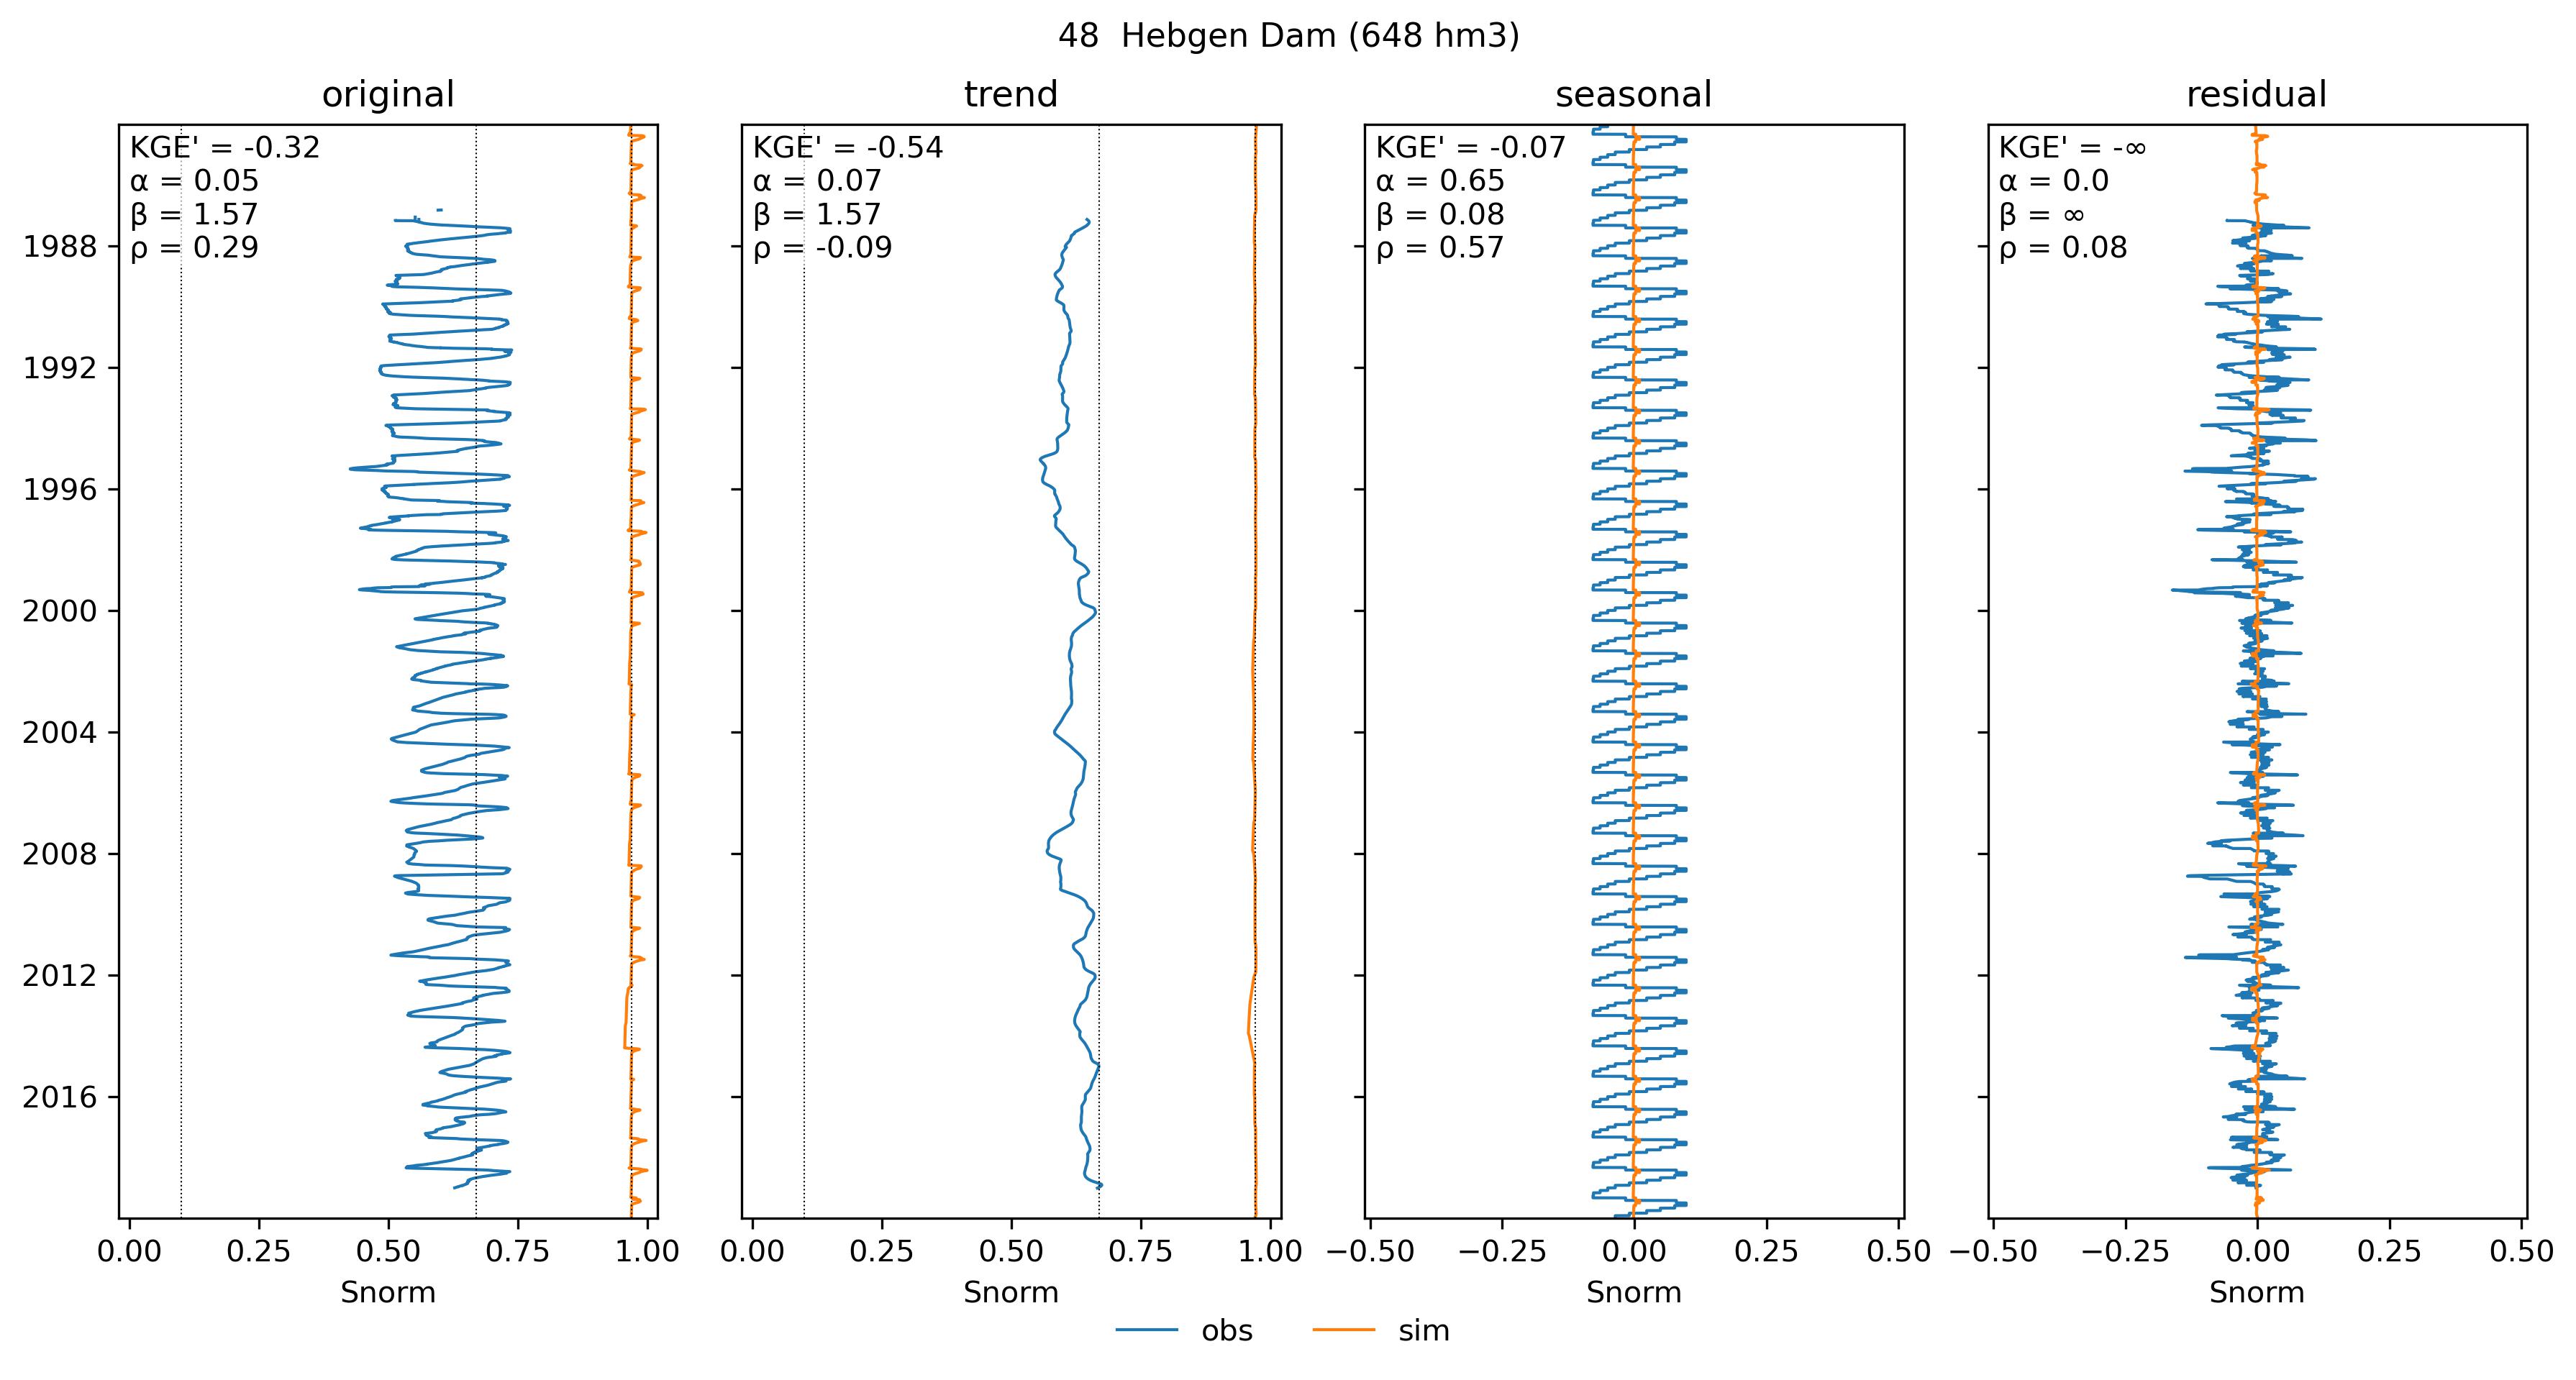 48  Hebgen Dam (648 hm3)
original
trend
seasonal
residual
KGE' = -0.32
α = 0.05
β = 1.57
ρ = 0.29
KGE' = -0.54
α = 0.07
β = 1.57
ρ = -0.09
KGE' = -0.07
α = 0.65
β = 0.08
ρ = 0.57
KGE' = -∞
α = 0.0
β = ∞
ρ = 0.08
1988
1992
1996
2000
2004
2008
2012
2016
0.00 0.25 0.50 0.75 1.00
0.00 0.25 0.50 0.75 1.00
−0.50 −0.25 0.00 0.25 0.50
−0.50 −0.25 0.00 0.25 0.50
Snorm
Snorm
Snorm
Snorm
obs
sim